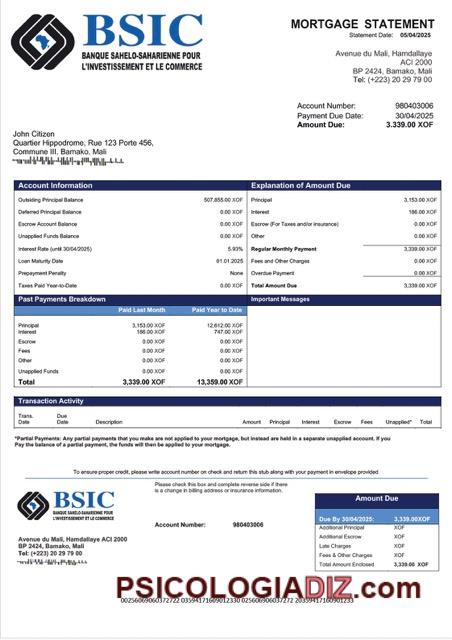 BSIC
BANQUE SAHELO-SAHARIENNE POUR
L'INVESTISSEMENT ET LE COMMERCE
MORTGAGE STATEMENT
Statement Date: 05/04/2025
Avenue du Mali, Hamdallaye
ACI 2000
BP 2424, Bamako, Mali
Tel: (+223) 20 29 79 00
Account Number: 980403006
Payment Due Date: 30/04/2025
Amount Due: 3.339.00 XOF
John Citizen
Quartier Hippodrome, Rue 123 Porte 456,
Commune III, Bamako, Mali
Account Information
Outsiding Principal Balance 507,855.00 XOF
Deferred Principal Balance 0.00 XOF
Escrow Account Balance 0.00 XOF
Unapplied Funds Balance 0.00 XOF
Interest Rate (until 30/04/2025) 5.93%
Loan Maturity Date 01.01.2025
Prepayment Penalty None
Taxes Paid Year-to-Date 0.00 XOF
Explanation of Amount Due
Principal 3,153.00 XOF
Interest 186.00 XOF
Escrow (For Taxes and/or insurance) 0.00 XOF
Other 0.00 XOF
Regular Monthly Payment 3,339.00 XOF
Fees and Other Charges 0.00 XOF
Overdue Payment 0.00 XOF
Total Amount Due 3,339.00 XOF
Past Payments Breakdown
Paid Last Month Paid Year to Date
Principal 3,153.00 XOF 12,612.00 XOF
Interest 186.00 XOF 747.00 XOF
Escrow 0.00 XOF 0.00 XOF
Fees 0.00 XOF 0.00 XOF
Other 0.00 XOF 0.00 XOF
Unapplied Funds 0.00 XOF 0.00 XOF
Total 3,339.00 XOF 13,359.00 XOF
Important Messages
Transaction Activity
Trans. Date Due Date Description Amount Principal Interest Escrow Fees Unapplied* Total
*Partial Payments: Any partial payments that you make are not applied to your mortgage, but instead are held in a separate unapplied account. If you
Pay the balance of a partial payment, the funds will then be applied to your mortgage.
To ensure proper credit, please write account number on check and return this stub along with your payment in envelope provided.
BSIC
BANQUE SAHELO-SAHARIENNE POUR
L'INVESTISSEMENT ET LE COMMERCE
Please check this box and complete reverse side if there
is a change in billing address or insurance information.
Account Number: 980403006
Avenue du Mali, Hamdallaye ACI 2000
BP 2424, Bamako, Mali
Tel: (+223) 20 29 79 00
Amount Due
Due By 30/04/2025: 3,339.00XOF
Additional Principal XOF
Additional Escrow XOF
Late Charges XOF
Fees & Other Charges XOF
Total Amount Enclosed 3,339.00 XOF
PSICOLOGIADIZ.com